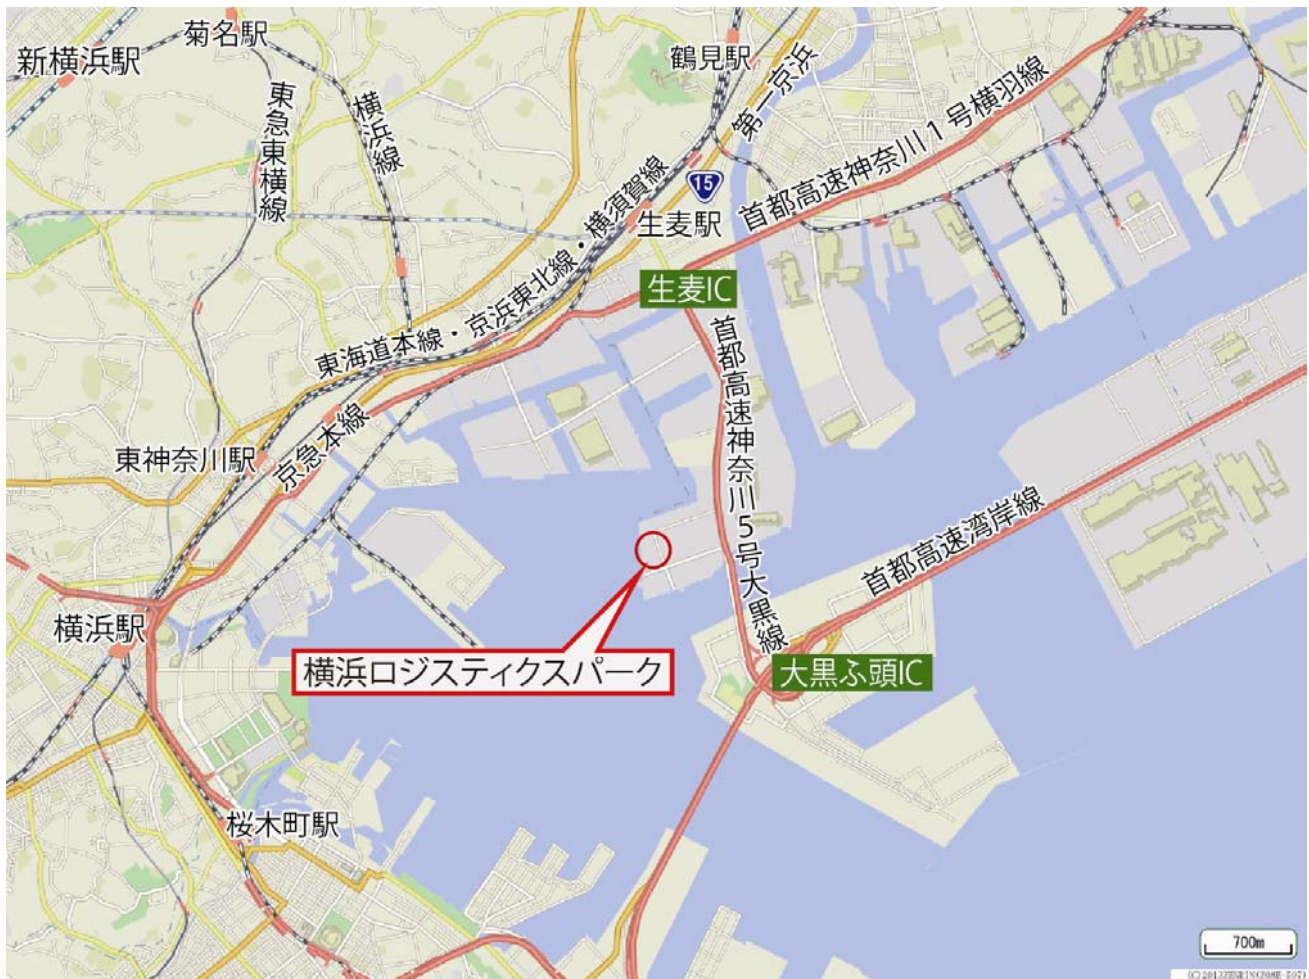 菊名駅
新横浜駅
鶴見駅
第一京浜
東急東横線
横浜線
首都高速神奈川1号横羽線
15
生麦駅
東海道本線・京浜東北線・横須賀線
生麦IC
首都高速神奈川5号大黒線
京急本線
東神奈川駅
首都高速湾岸線
横浜駅
横浜ロジスティクスパーク
大黒ふ頭IC
桜木町駅
700m